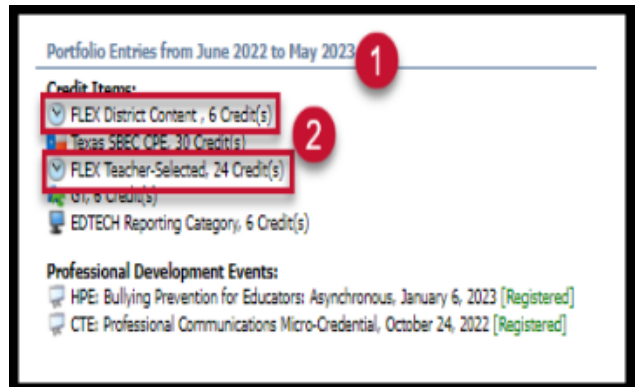 Portfolio Entries from June 2022 to May 2023
1
Credit Items:
FLEX District Content , 6 Credit(s)
2
Texas SBEC CPE, 30 Credit(s)
FLEX Teacher-Selected, 24 Credit(s)
GT, 6 Credit(s)
EDTECH Reporting Category, 6 Credit(s)
Professional Development Events:
HPE: Bullying Prevention for Educators: Asynchronous, January 6, 2023 [Registered]
CTE: Professional Communications Micro-Credential, October 24, 2022 [Registered]